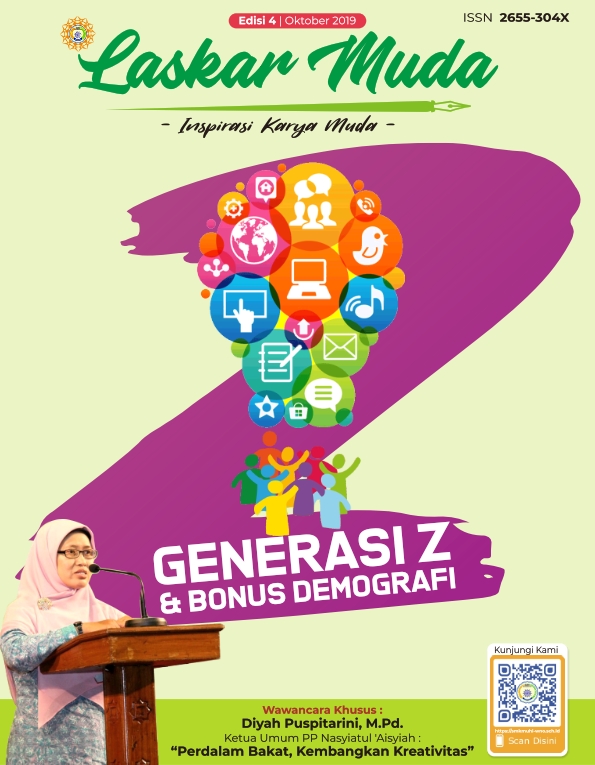 Edisi 4 | Oktober 2019
ISSN 2655-304X
Laskar Muda
- Inspirasi Karya Muda -
GENERASI Z
& BONUS DEMOGRAFI
Kunjungi Kami
Scan Disini
Wawancara Khusus :
Diyah Puspitarini, M.Pd.
Ketua Umum PP Nasyiatul 'Aisyiah :
"Perdalam Bakat, Kembangkan Kreativitas"